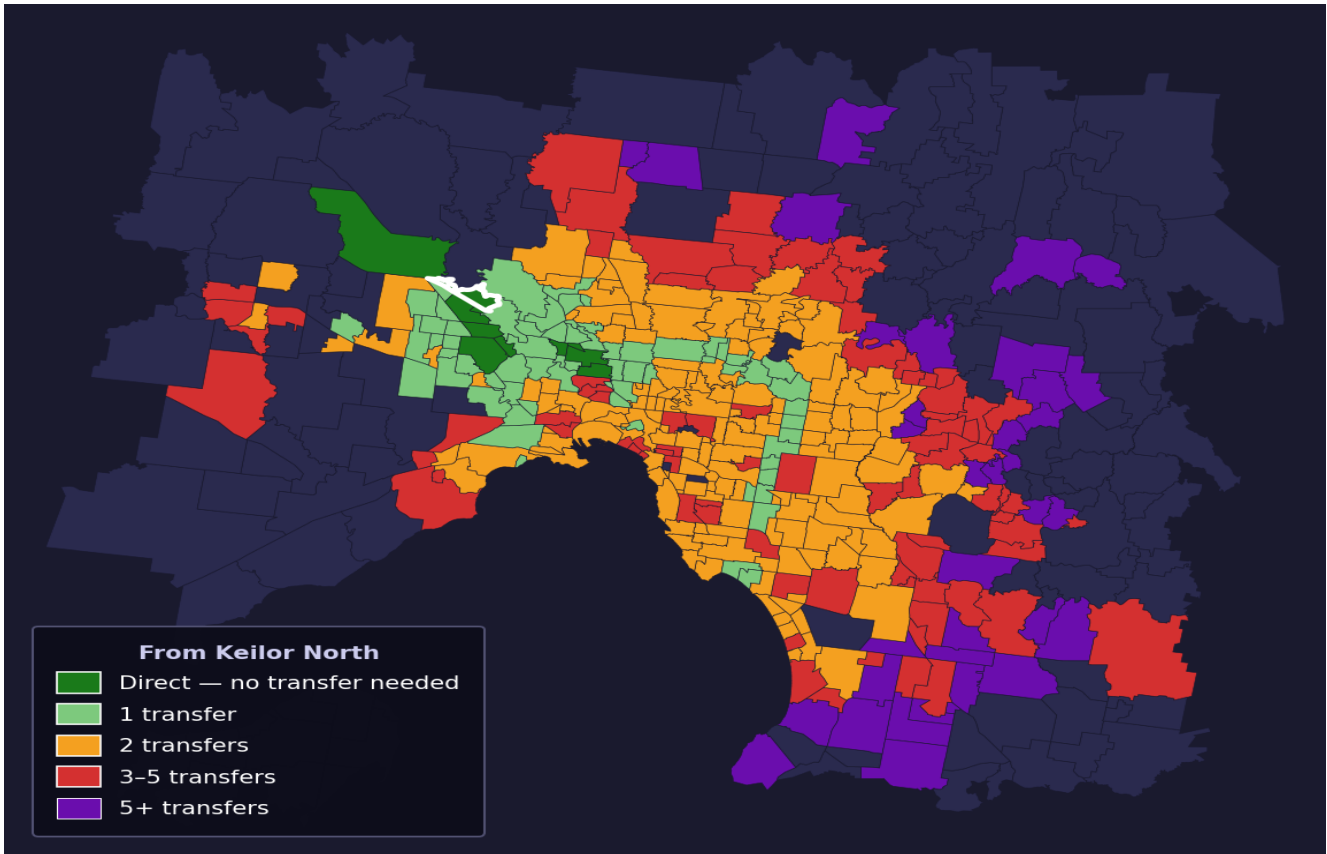 From Keilor North
Direct — no transfer needed
1 transfer
2 transfers
3–5 transfers
5+ transfers